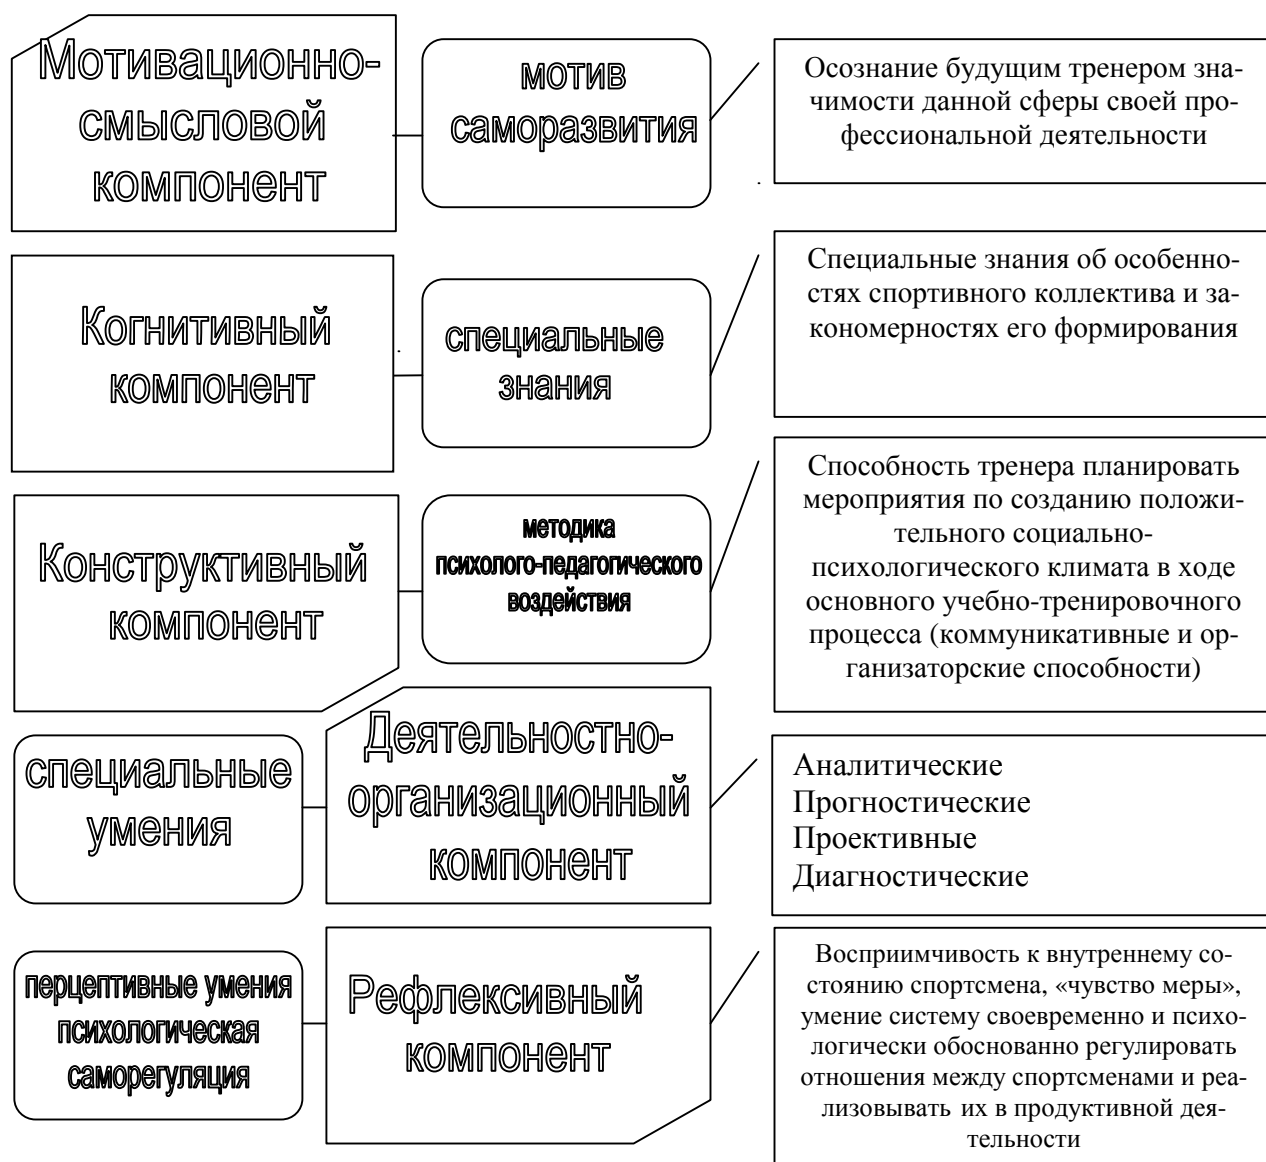 Мотивационно-
смысловой
компонент
мотив
саморазвития
Осознание будущим тренером зна-
чимости данной сферы своей про-
фессиональной деятельности
Когнитивный
компонент
специальные
знания
Специальные знания об особенно-
стях спортивного коллектива и за-
кономерностях его формирования
Конструктивный
компонент
методика
психолого-педагогического
воздействия
Способность тренера планировать
мероприятия по созданию положи-
тельного социально-
психологического климата в ходе
основного учебно-тренировочного
процесса (коммуникативные и ор-
ганизаторские способности)
специальные
умения
Деятельностно-
организационный
компонент
Аналитические
Прогностические
Проективные
Диагностические
перцептивные умения
психологическая
саморегуляция
Рефлексивный
компонент
Восприимчивость к внутреннему со-
стоянию спортсмена, «чувство меры»,
умение систему своевременно и психо-
логически обоснованно регулировать
отношения между спортсменами и реа-
лизовывать их в продуктивной дея-
тельности